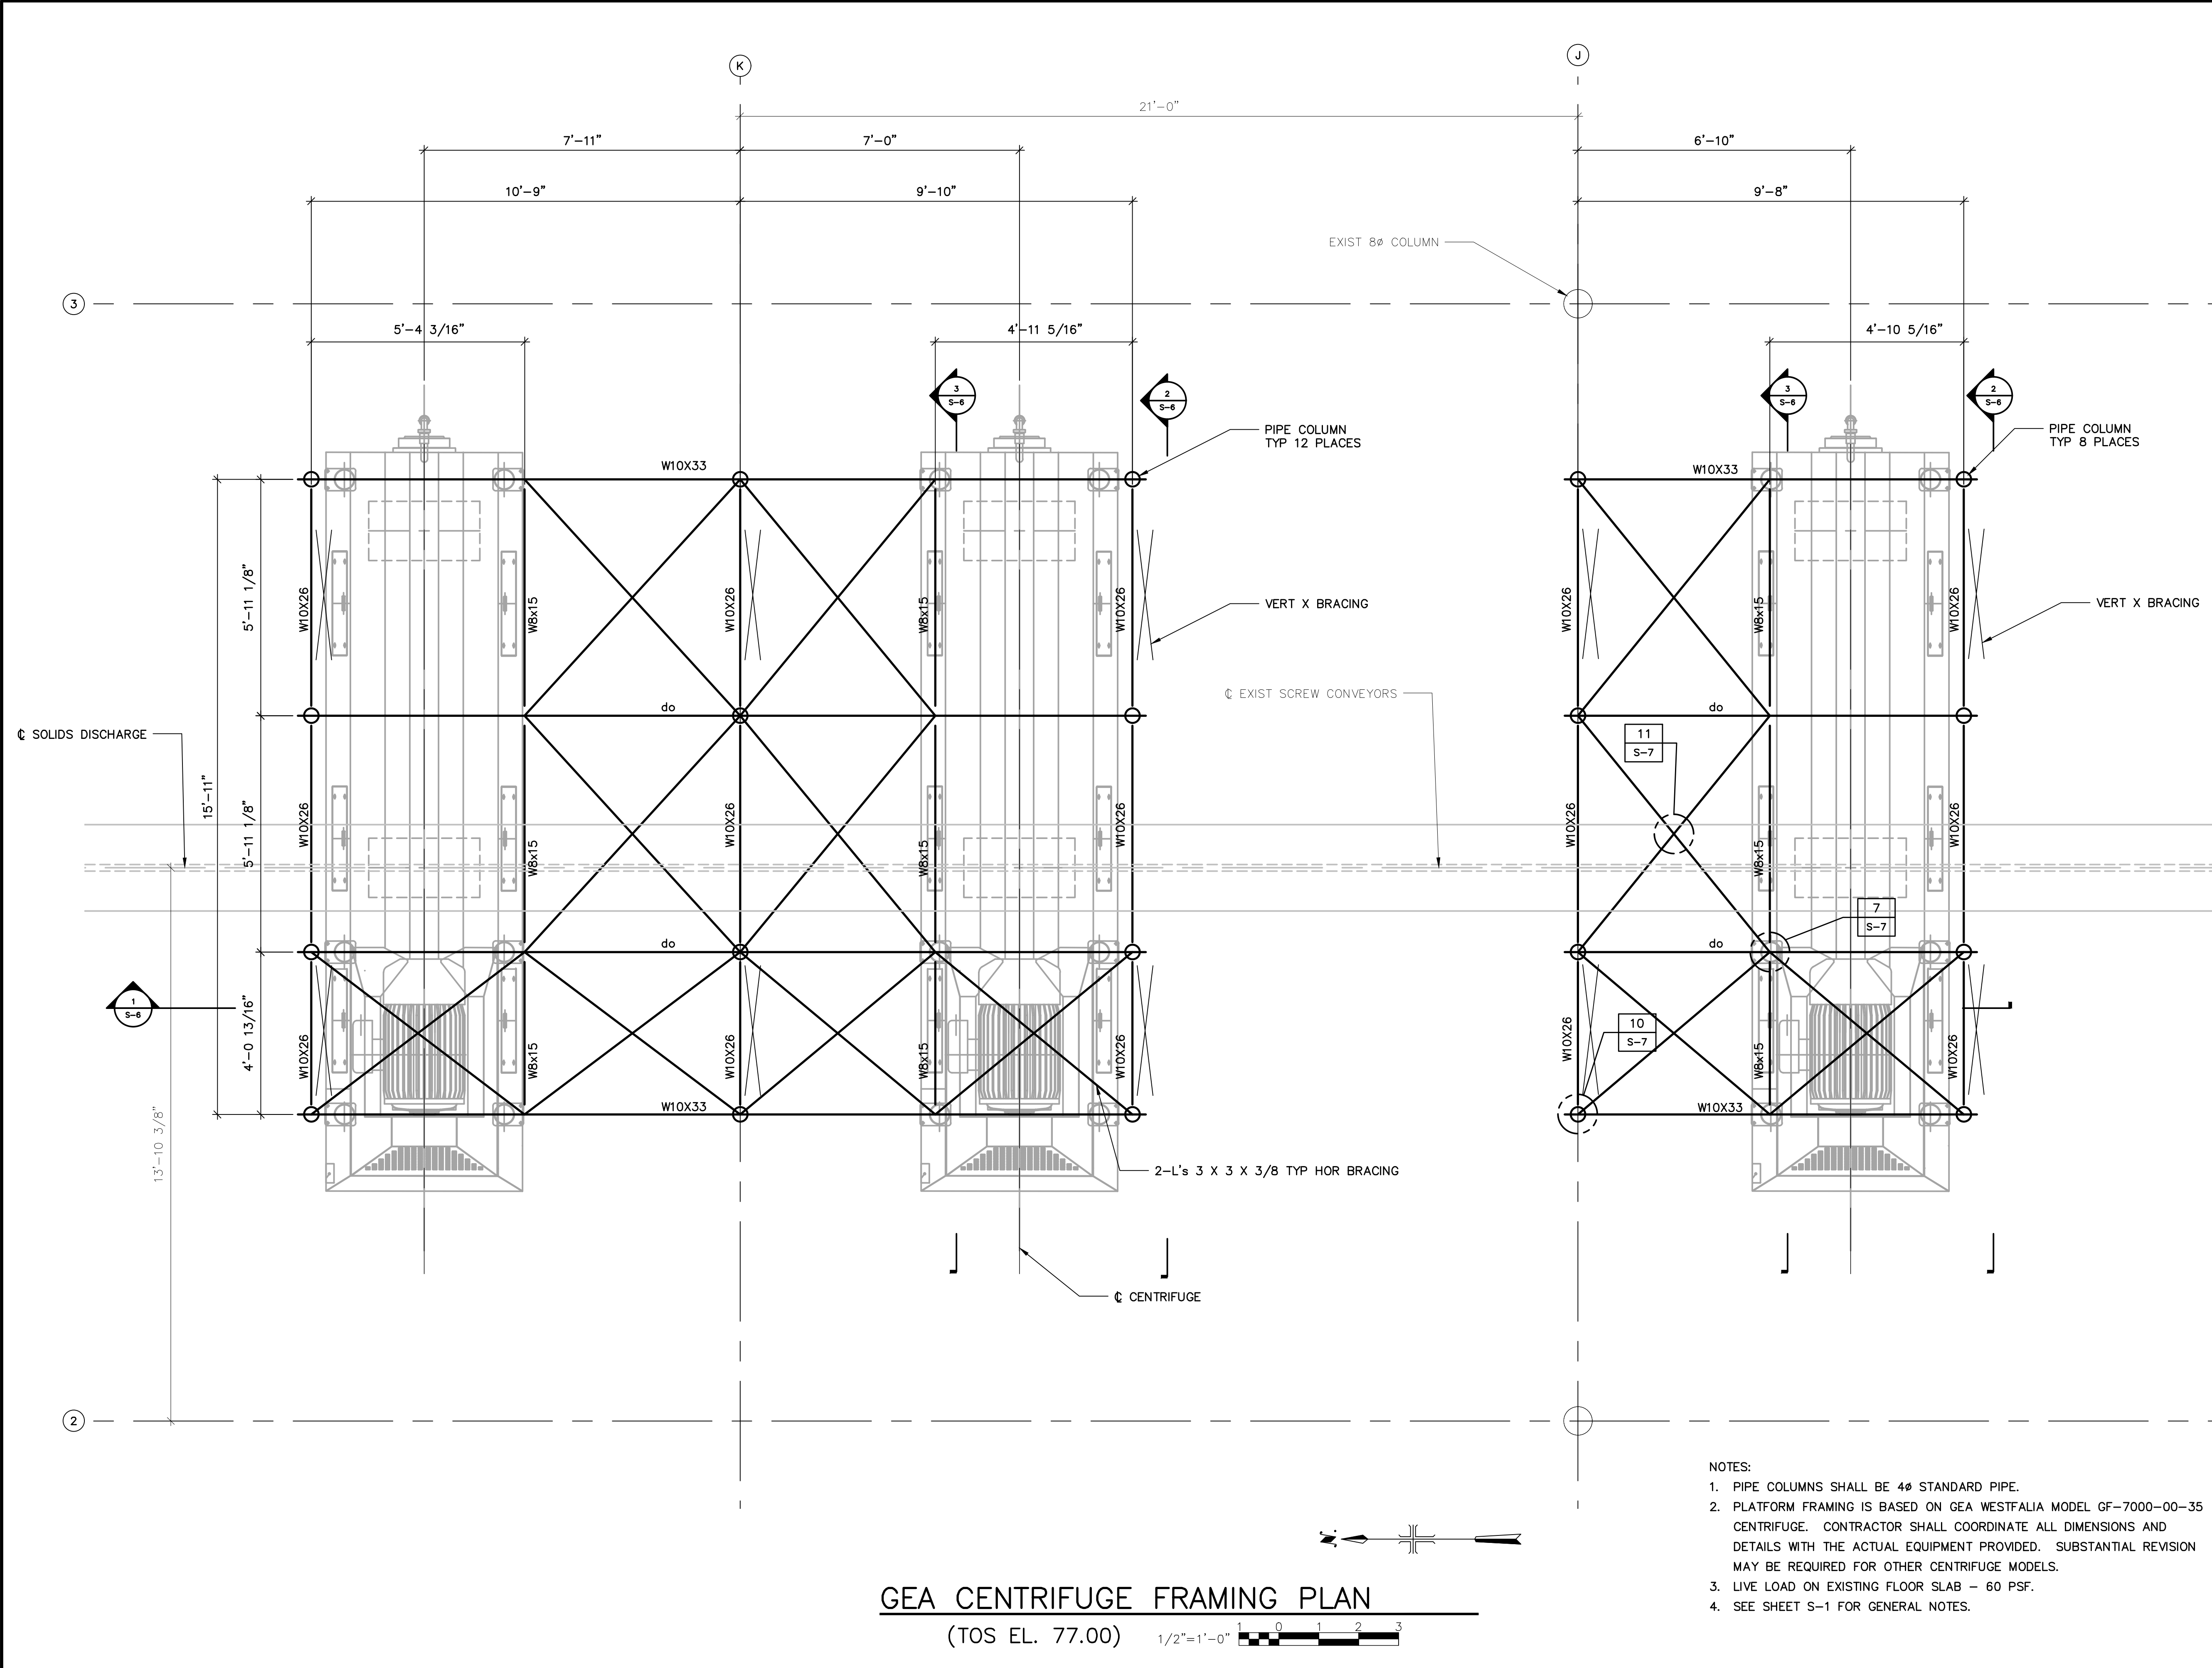 K
J
21'-0"
7'-11"
7'-0"
6'-10"
10'-9"
9'-10"
9'-8"
EXIST 8ø COLUMN
3
5'-4 3/16"
4'-11 5/16"
4'-10 5/16"
3
S-6
2
S-6
3
S-6
2
S-6
PIPE COLUMN
TYP 12 PLACES
PIPE COLUMN
TYP 8 PLACES
W10X33
W10X33
5'-11 1/8"
W10X26
W8x15
W10X26
W8x15
W10X26
VERT X BRACING
W10X26
W8x15
W10X26
VERT X BRACING
℄ EXIST SCREW CONVEYORS
do
do
℄ SOLIDS DISCHARGE
11
S-7
15'-11"
5'-11 1/8"
W10X26
W8x15
W10X26
W8x15
W10X26
W10X26
W8x15
W10X26
7
S-7
do
do
1
S-6
4'-0 13/16"
W10X26
W8x15
W10X26
W8x15
W10X26
W10X26
10
S-7
W8x15
W10X26
W10X33
W10X33
13'-10 3/8"
2-L's 3 X 3 X 3/8 TYP HOR BRACING
℄ CENTRIFUGE
2
N
GEA CENTRIFUGE FRAMING PLAN
(TOS EL. 77.00)
1/2"=1'-0"
1 0 1 2 3
NOTES:
1. PIPE COLUMNS SHALL BE 4ø STANDARD PIPE.
2. PLATFORM FRAMING IS BASED ON GEA WESTFALIA MODEL GF-7000-00-35
CENTRIFUGE. CONTRACTOR SHALL COORDINATE ALL DIMENSIONS AND
DETAILS WITH THE ACTUAL EQUIPMENT PROVIDED. SUBSTANTIAL REVISION
MAY BE REQUIRED FOR OTHER CENTRIFUGE MODELS.
3. LIVE LOAD ON EXISTING FLOOR SLAB - 60 PSF.
4. SEE SHEET S-1 FOR GENERAL NOTES.